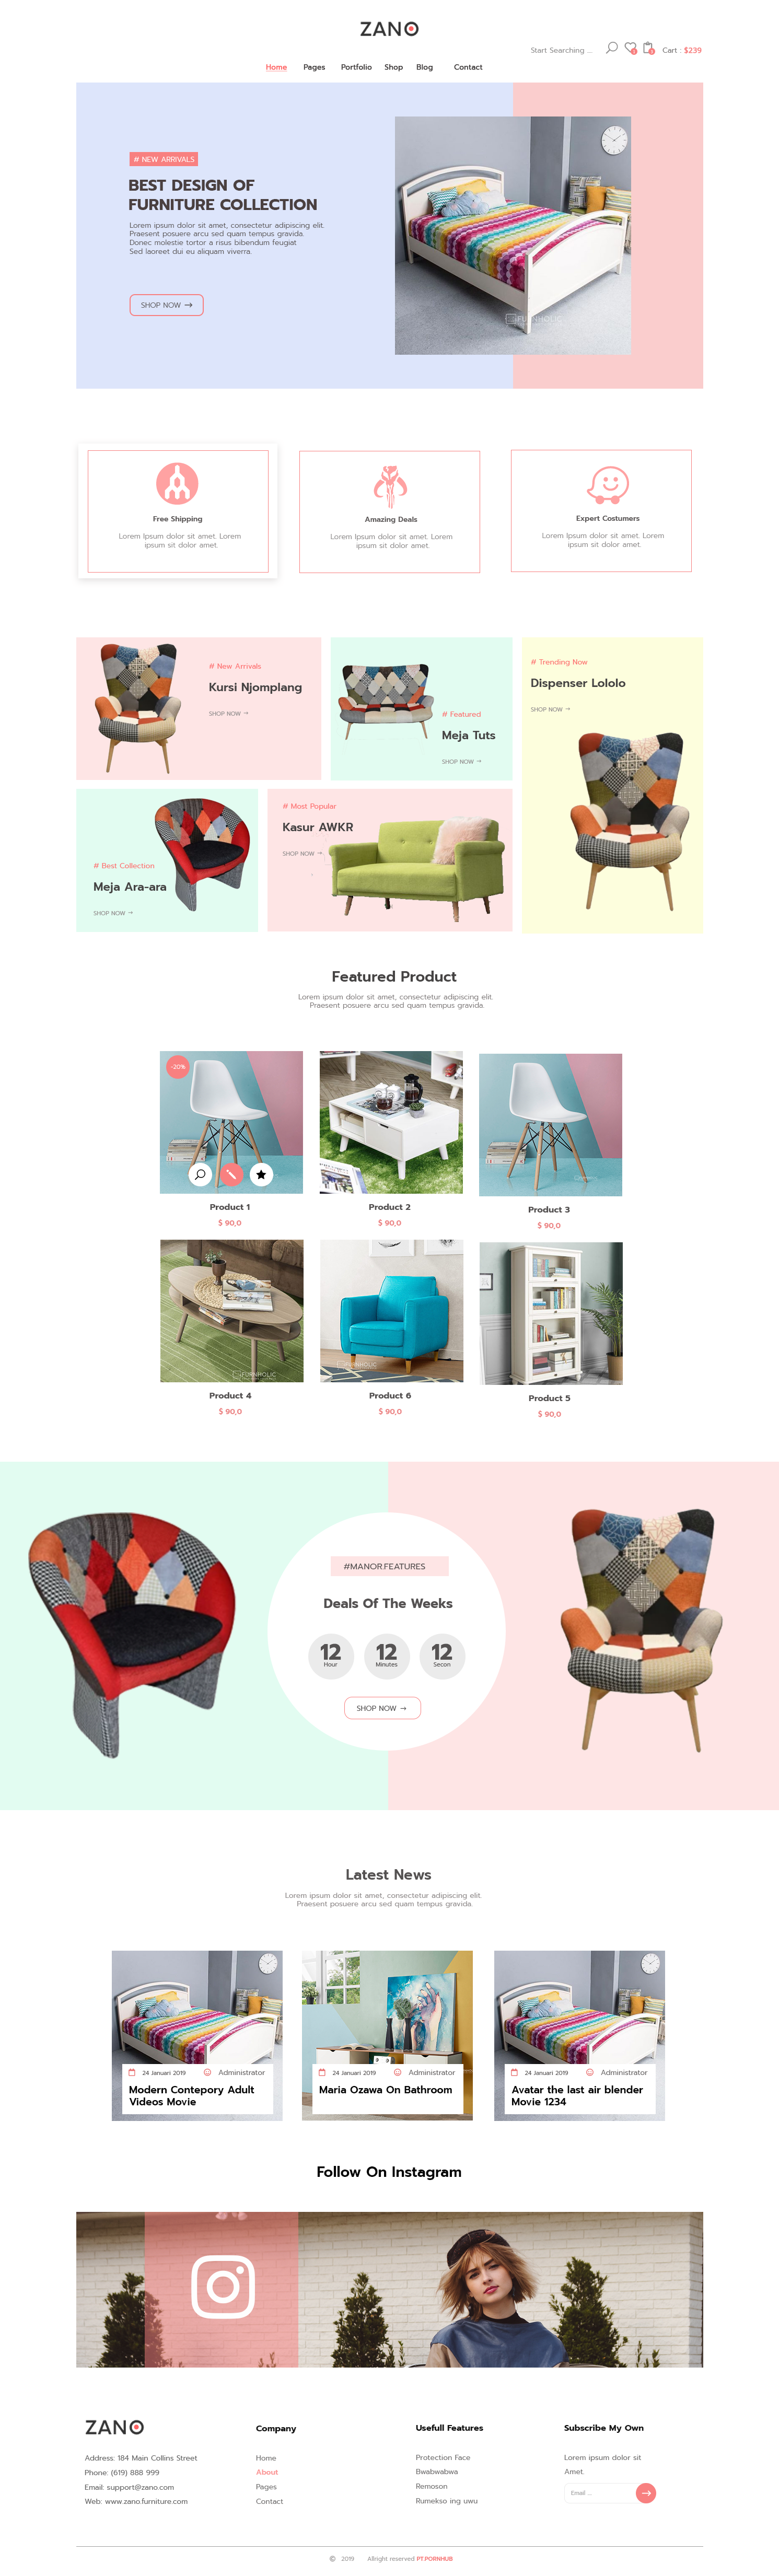 ZANO
Start Searching ...
Cart : $239
Home Pages Portfolio Shop Blog Contact
# NEW ARRIVALS
BEST DESIGN OF
FURNITURE COLLECTION
Lorem ipsum dolor sit amet, consectetur adipiscing elit.
Praesent posuere arcu sed quam tempus gravida.
Donec molestie tortor a risus bibendum feugiat
Sed laoreet dui eu aliquam viverra.
SHOP NOW
FURNHOLIC
Free Shipping
Lorem Ipsum dolor sit amet. Lorem
ipsum sit dolor amet.
Amazing Deals
Lorem Ipsum dolor sit amet. Lorem
ipsum sit dolor amet.
Expert Costumers
Lorem Ipsum dolor sit amet. Lorem
ipsum sit dolor amet.
# New Arrivals
Kursi Njomplang
SHOP NOW
# Featured
Meja Tuts
SHOP NOW
# Trending Now
Dispenser Lololo
SHOP NOW
# Best Collection
Meja Ara-ara
SHOP NOW
# Most Popular
Kasur AWKR
SHOP NOW
Featured Product
Lorem ipsum dolor sit amet, consectetur adipiscing elit.
Praesent posuere arcu sed quam tempus gravida.
-20%
Product 1
$ 90,0
Product 2
$ 90,0
Product 3
$ 90,0
FURNHOLIC
Product 4
$ 90,0
FURNHOLIC
Product 6
$ 90,0
Product 5
$ 90,0
#MANOR.FEATURES
Deals Of The Weeks
12 12 12
Hour Minutes Secon
SHOP NOW
Latest News
Lorem ipsum dolor sit amet, consectetur adipiscing elit.
Praesent posuere arcu sed quam tempus gravida.
24 Januari 2019 Administrator
Modern Contepory Adult
Videos Movie
24 Januari 2019 Administrator
Maria Ozawa On Bathroom
24 Januari 2019 Administrator
Avatar the last air blender
Movie 1234
Follow On Instagram
ZANO
Address: 184 Main Collins Street
Phone: (619) 888 999
Email: support@zano.com
Web: www.zano.furniture.com
Company
Home
About
Pages
Contact
Usefull Features
Protection Face
Bwabwabwa
Remoson
Rumekso ing uwu
Subscribe My Own
Lorem ipsum dolor sit
Amet.
Email ...
© 2019 Allright reserved PT.PORNHUB